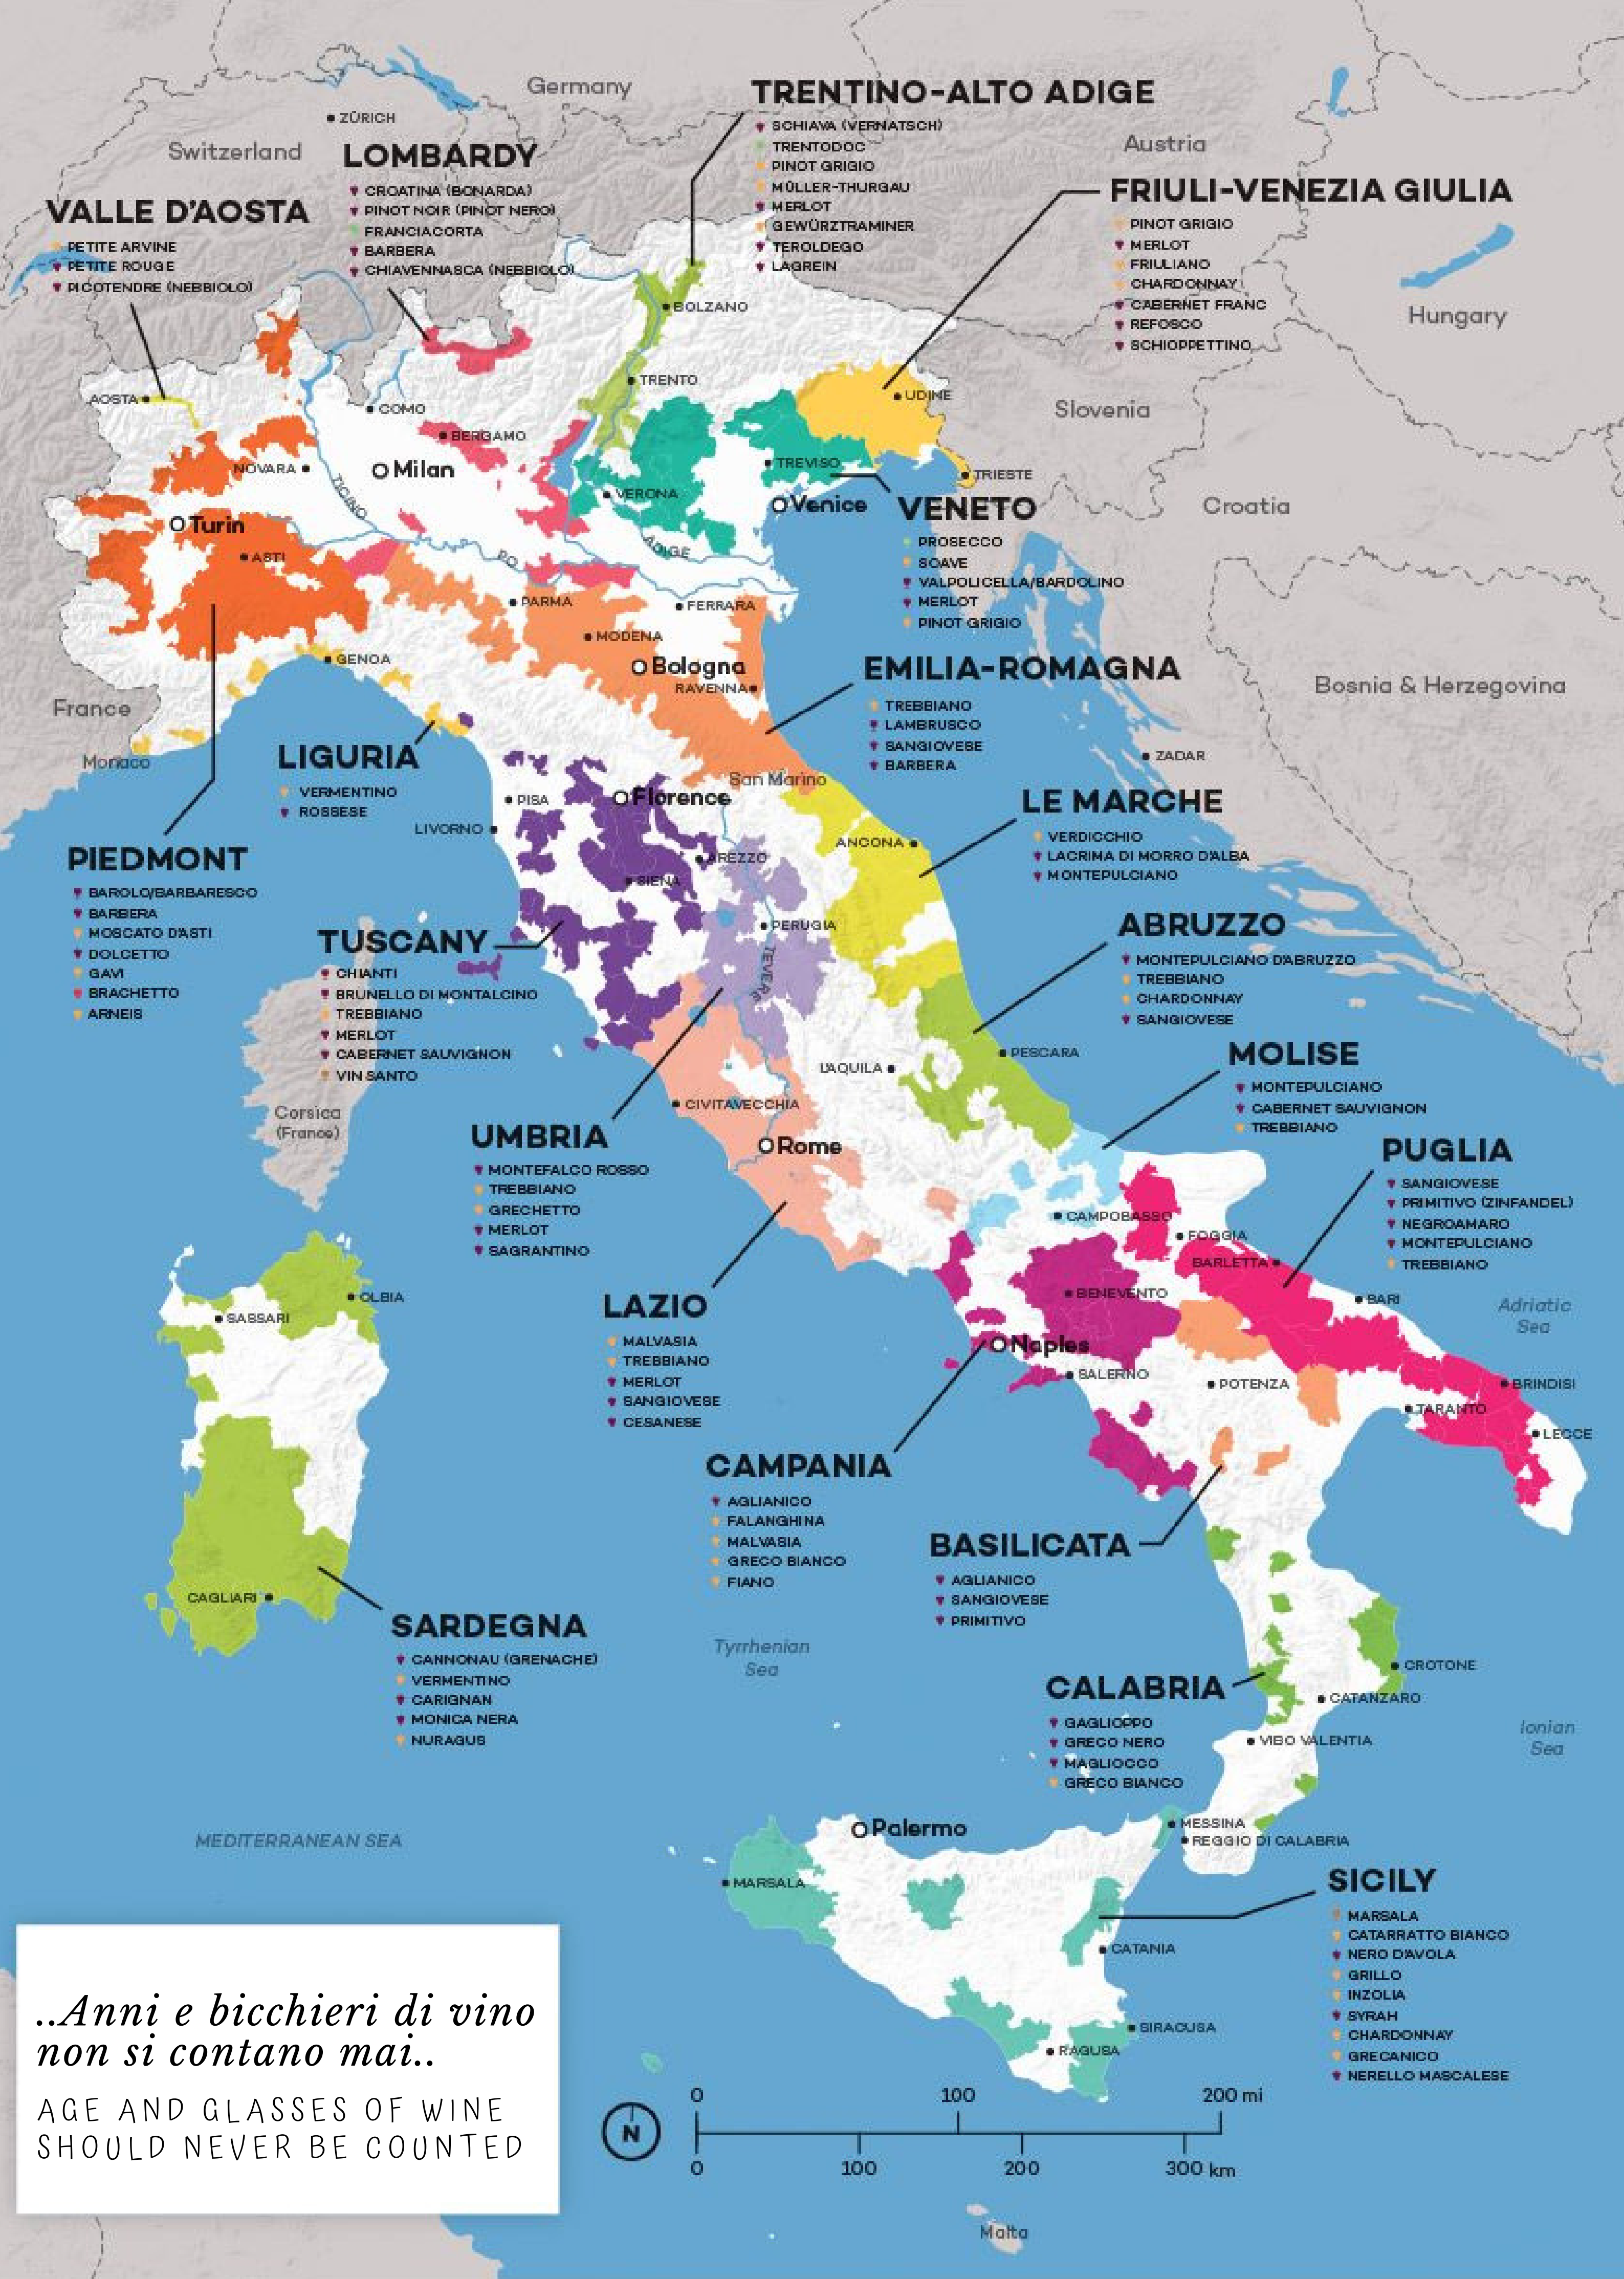 Germany
ZÜRICH
Switzerland
Austria
Hungary
Slovenia
Croatia
Bosnia & Herzegovina
France
Monaco
San Marino
Corsica
(France)
Malta
TRENTINO-ALTO ADIGE
SCHIAVA (VERNATSCH)
TRENTODOC
PINOT GRIGIO
MÜLLER-THURGAU
MERLOT
GEWÜRZTRAMINER
TEROLDEGO
LAGREIN
LOMBARDY
CROATINA (BONARDA)
PINOT NOIR (PINOT NERO)
FRANCIACORTA
BARBERA
CHIAVENNASCA (NEBBIOLO)
VALLE D'AOSTA
PETITE ARVINE
PETITE ROUGE
PICOTENDRE (NEBBIOLO)
FRIULI-VENEZIA GIULIA
PINOT GRIGIO
MERLOT
FRIULIANO
CHARDONNAY
CABERNET FRANC
REFOSCO
SCHIOPPETTINO
BOLZANO
TRENTO
AOSTA
COMO
BERGAMO
UDINE
NOVARA
Milan
TREVISO
TRIESTE
VERONA
Venice
TICINO
Turin
ASTI
PO
ADIGE
PARMA
FERRARA
MODENA
Bologna
RAVENNA
GENOA
VENETO
PROSECCO
SOAVE
VALPOLICELLA/BARDOLINO
MERLOT
PINOT GRIGIO
EMILIA-ROMAGNA
TREBBIANO
LAMBRUSCO
SANGIOVESE
BARBERA
ZADAR
LIGURIA
VERMENTINO
ROSSESE
PISA
Florence
LIVORNO
AREZZO
SIENA
ANCONA
PERUGIA
TEVERE
LE MARCHE
VERDICCHIO
LACRIMA DI MORRO D'ALBA
MONTEPULCIANO
PIEDMONT
BAROLO/BARBARESCO
BARBERA
MOSCATO D'ASTI
DOLCETTO
GAVI
BRACHETTO
ARNEIS
TUSCANY
CHIANTI
BRUNELLO DI MONTALCINO
TREBBIANO
MERLOT
CABERNET SAUVIGNON
VIN SANTO
ABRUZZO
MONTEPULCIANO D'ABRUZZO
TREBBIANO
CHARDONNAY
SANGIOVESE
L'AQUILA
PESCARA
CIVITAVECCHIA
Rome
MOLISE
MONTEPULCIANO
CABERNET SAUVIGNON
TREBBIANO
UMBRIA
MONTEFALCO ROSSO
TREBBIANO
GRECHETTO
MERLOT
SAGRANTINO
PUGLIA
SANGIOVESE
PRIMITIVO (ZINFANDEL)
NEGROAMARO
MONTEPULCIANO
TREBBIANO
CAMPOBASSO
FOGGIA
BARLETTA
BENEVENTO
BARI
Adriatic
Sea
Naples
SALERNO
POTENZA
BRINDISI
TARANTO
LECCE
LAZIO
MALVASIA
TREBBIANO
MERLOT
SANGIOVESE
CESANESE
OLBIA
SASSARI
CAGLIARI
CAMPANIA
AGLIANICO
FALANGHINA
MALVASIA
GRECO BIANCO
FIANO
BASILICATA
AGLIANICO
SANGIOVESE
PRIMITIVO
SARDEGNA
CANNONAU (GRENACHE)
VERMENTINO
CARIGNAN
MONICA NERA
NURAGUS
Tyrrhenian
Sea
CALABRIA
GAGLIOPPO
GRECO NERO
MAGLIOCCO
GRECO BIANCO
CROTONE
CATANZARO
VIBO VALENTIA
Ionian
Sea
MEDITERRANEAN SEA
Palermo
MESSINA
REGGIO DI CALABRIA
MARSALA
CATANIA
SIRACUSA
RAGUSA
SICILY
MARSALA
CATARRATTO BIANCO
NERO D'AVOLA
GRILLO
INZOLIA
SYRAH
CHARDONNAY
GRECANICO
NERELLO MASCALESE
..Anni e bicchieri di vino
non si contano mai..
AGE AND GLASSES OF WINE
SHOULD NEVER BE COUNTED
N
0 100 200 mi
0 100 200 300 km